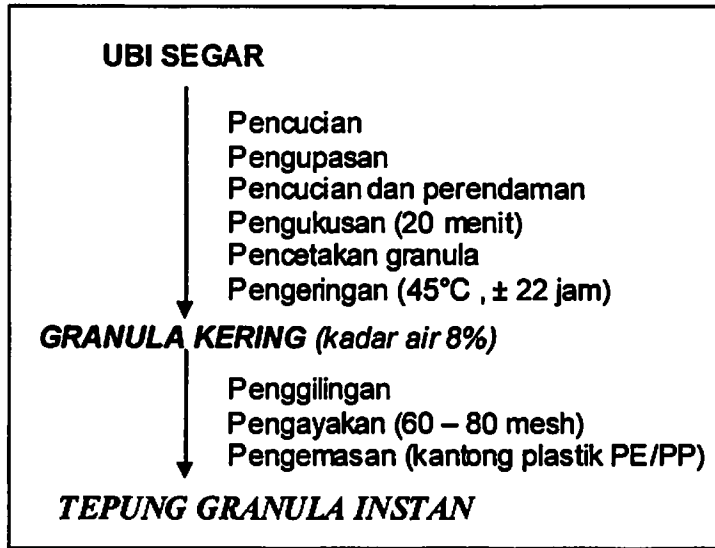 UBI SEGAR
Pencucian
Pengupasan
Pencucian dan perendaman
Pengukusan (20 menit)
Pencetakan granula
Pengeringan (45°C , ± 22 jam)
GRANULA KERING (kadar air 8%)
Penggilingan
Pengayakan (60 – 80 mesh)
Pengemasan (kantong plastik PE/PP)
TEPUNG GRANULA INSTAN